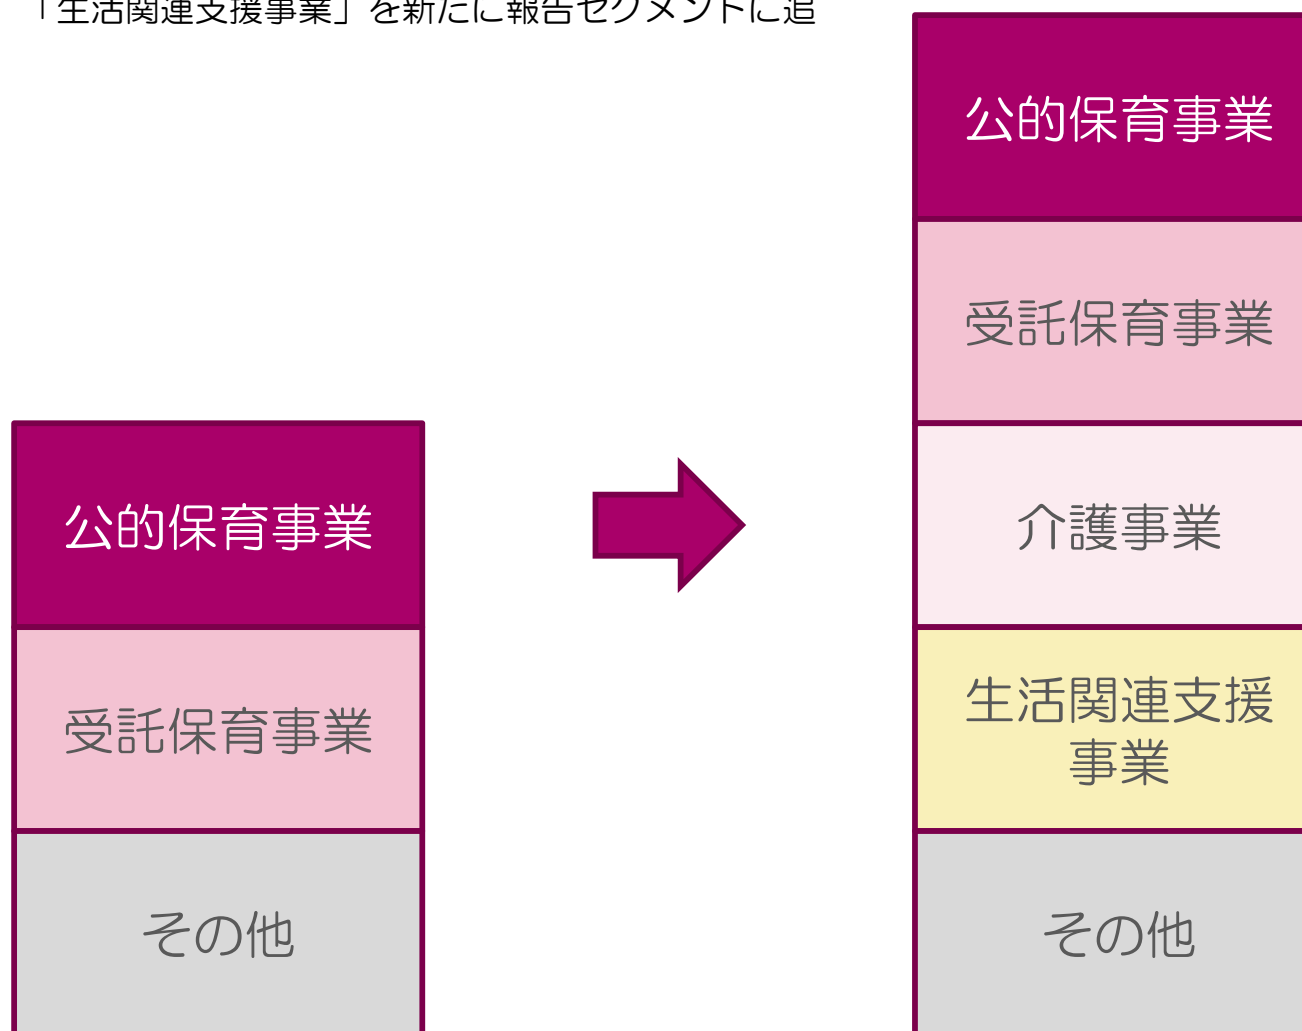 「生活関連支援事業」を新たに報告セグメントに追
公的保育事業
受託保育事業
その他
公的保育事業
受託保育事業
介護事業
生活関連支援
事業
その他